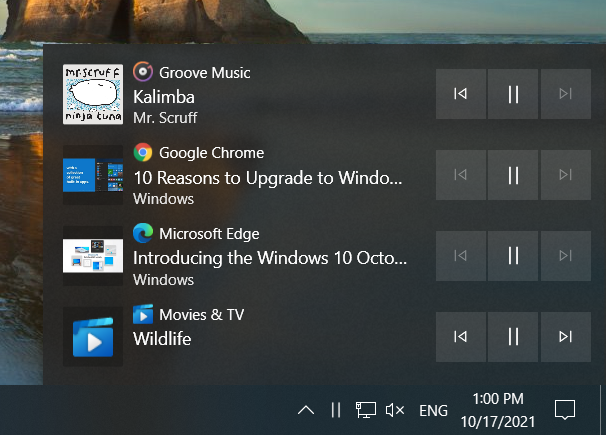 mr.scruff
ninja tuna
Groove Music
Kalimba
Mr. Scruff
Google Chrome
10 Reasons to Upgrade to Windo...
Windows
Microsoft Edge
Introducing the Windows 10 Octo...
Windows
Movies & TV
Wildlife
ENG
1:00 PM
10/17/2021